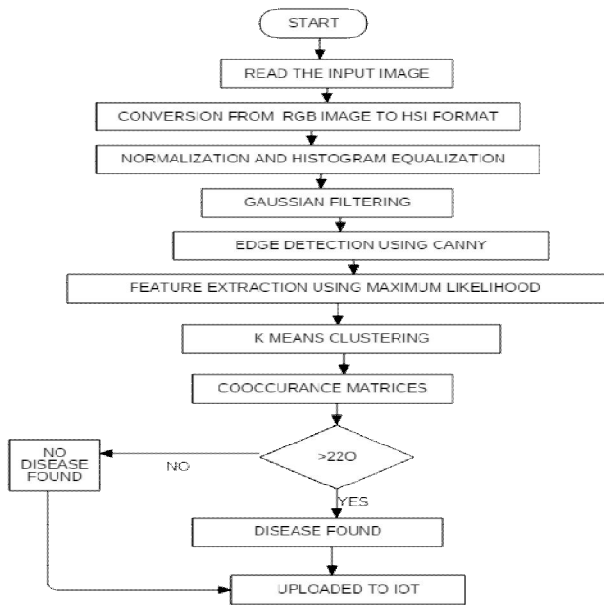 START
READ THE INPUT IMAGE
CONVERSION FROM RGB IMAGE TO HSI FORMAT
NORMALIZATION AND HISTOGRAM EQUALIZATION
GAUSSIAN FILTERING
EDGE DETECTION USING CANNY
FEATURE EXTRACTION USING MAXIMUM LIKELIHOOD
K MEANS CLUSTERING
COOCCURANCE MATRICES
>22O
NO
DISEASE
FOUND
NO
YES
DISEASE FOUND
UPLOADED TO IOT